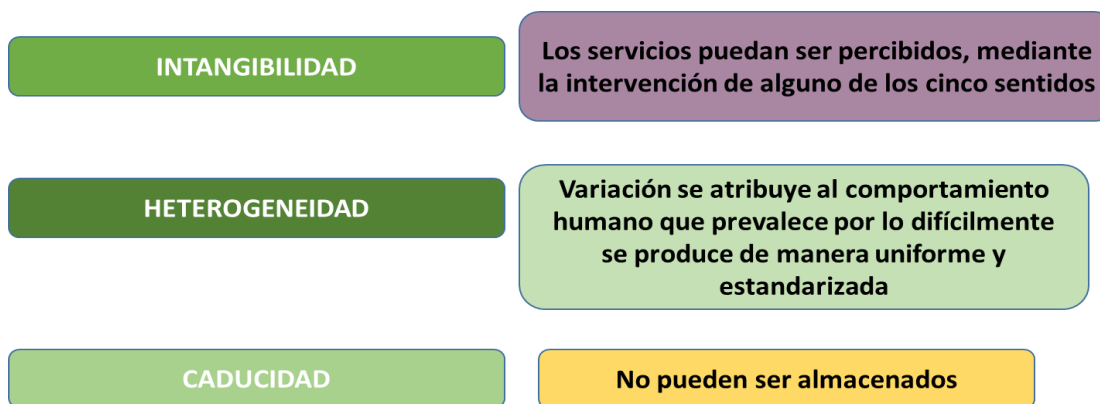 INTANGIBILIDAD
Los servicios puedan ser percibidos, mediante
la intervención de alguno de los cinco sentidos
HETEROGENEIDAD
Variación se atribuye al comportamiento
humano que prevalece por lo difícilmente
se produce de manera uniforme y
estandarizada
CADUCIDAD
No pueden ser almacenados